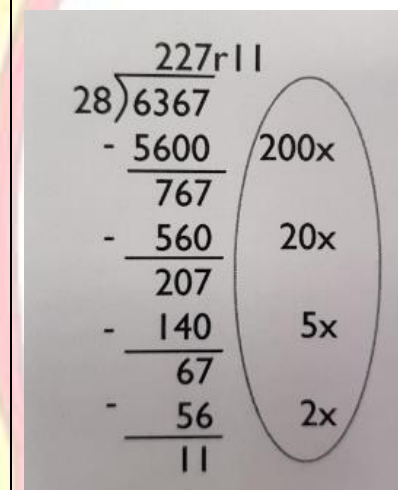 227r11
28)6367
- 5600 200x
767
- 560 20x
207
- 140 5x
67
- 56 2x
11